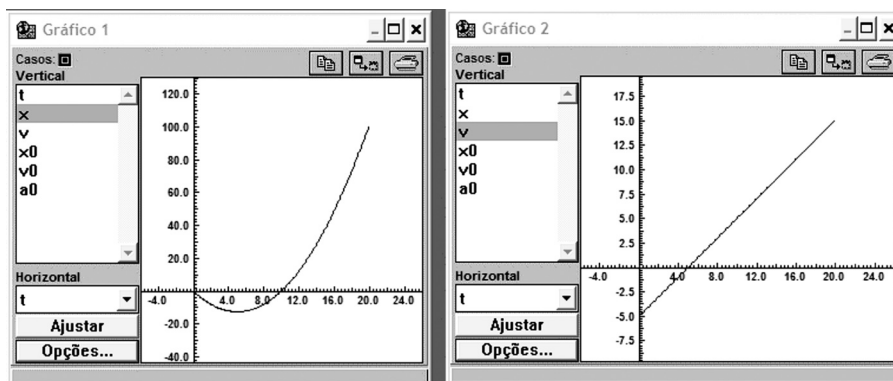 Gráfico 1
Casos:
Vertical
t
x
v
x0
v0
a0
Horizontal
t
Ajustar
Opções...
120.0
100.0
80.0
60.0
40.0
20.0
-4.0 4.0 8.0 12.0 16.0 20.0 24.0
-20.0
-40.0
Gráfico 2
Casos:
Vertical
t
x
v
x0
v0
a0
Horizontal
t
Ajustar
Opções...
17.5
15.0
12.5
10.0
7.5
5.0
2.5
-4.0 4.0 8.0 12.0 16.0 20.0 24.0
-2.5
-5.0
-7.5